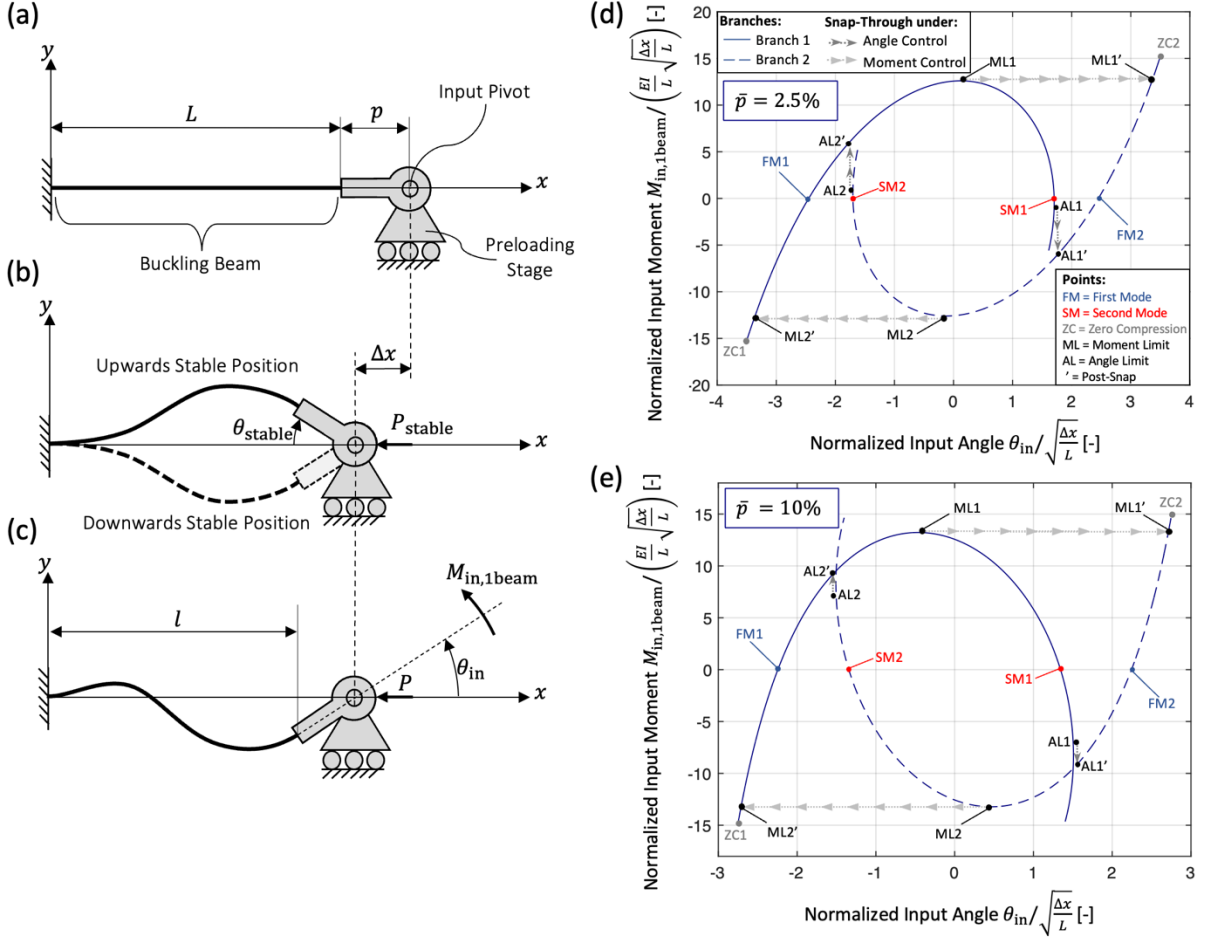 (a)
y
L
p
Input Pivot
x
Buckling Beam
Preloading
Stage
(b)
y
Upwards Stable Position
Δx
θstable
Pstable
x
Downwards Stable Position
(c)
y
l
Min,1beam
θin
P
x
(d)
Normalized Input Moment Min,1beam/(EI/L √Δx/L) [-]
Branches:
Branch 1
Branch 2
Snap-Through under:
Angle Control
Moment Control
p̄ = 2.5%
20
15
10
5
0
-5
-10
-15
-20
ZC2
ML1
ML1’
AL2’
FM1
AL2
SM2
SM1
AL1
FM2
AL1’
ML2’
ML2
ZC1
Points:
FM = First Mode
SM = Second Mode
ZC = Zero Compression
ML = Moment Limit
AL = Angle Limit
’ = Post-Snap
-4 -3 -2 -1 0 1 2 3 4
Normalized Input Angle θin/√Δx/L [-]
(e)
Normalized Input Moment Min,1beam/(EI/L √Δx/L) [-]
p̄ = 10%
15
10
5
0
-5
-10
-15
ZC2
ML1
ML1’
AL2’
AL2
FM1
SM2
SM1
FM2
AL1
AL1’
ML2’
ML2
ZC1
-3 -2 -1 0 1 2 3
Normalized Input Angle θin/√Δx/L [-]